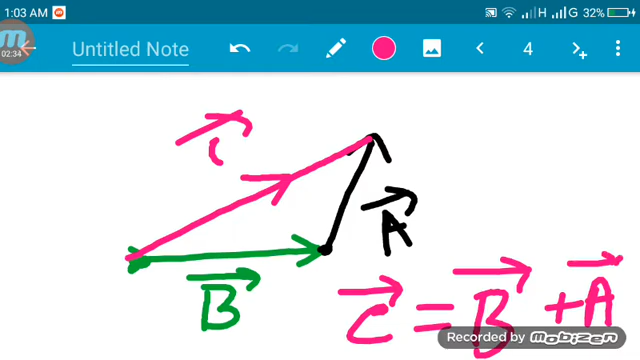 1:03 AM H G 32%
02:34
Untitled Note 4
C
A
B
C = B + A
Recorded by mobizen